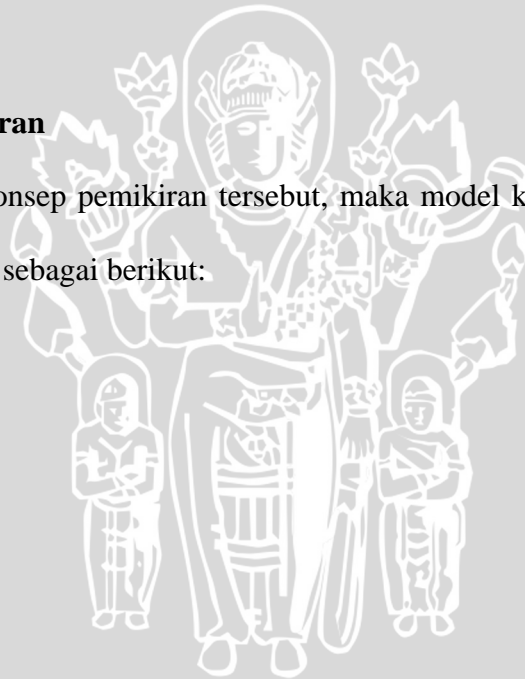 ran
onsep pemikiran tersebut, maka model k
sebagai berikut: